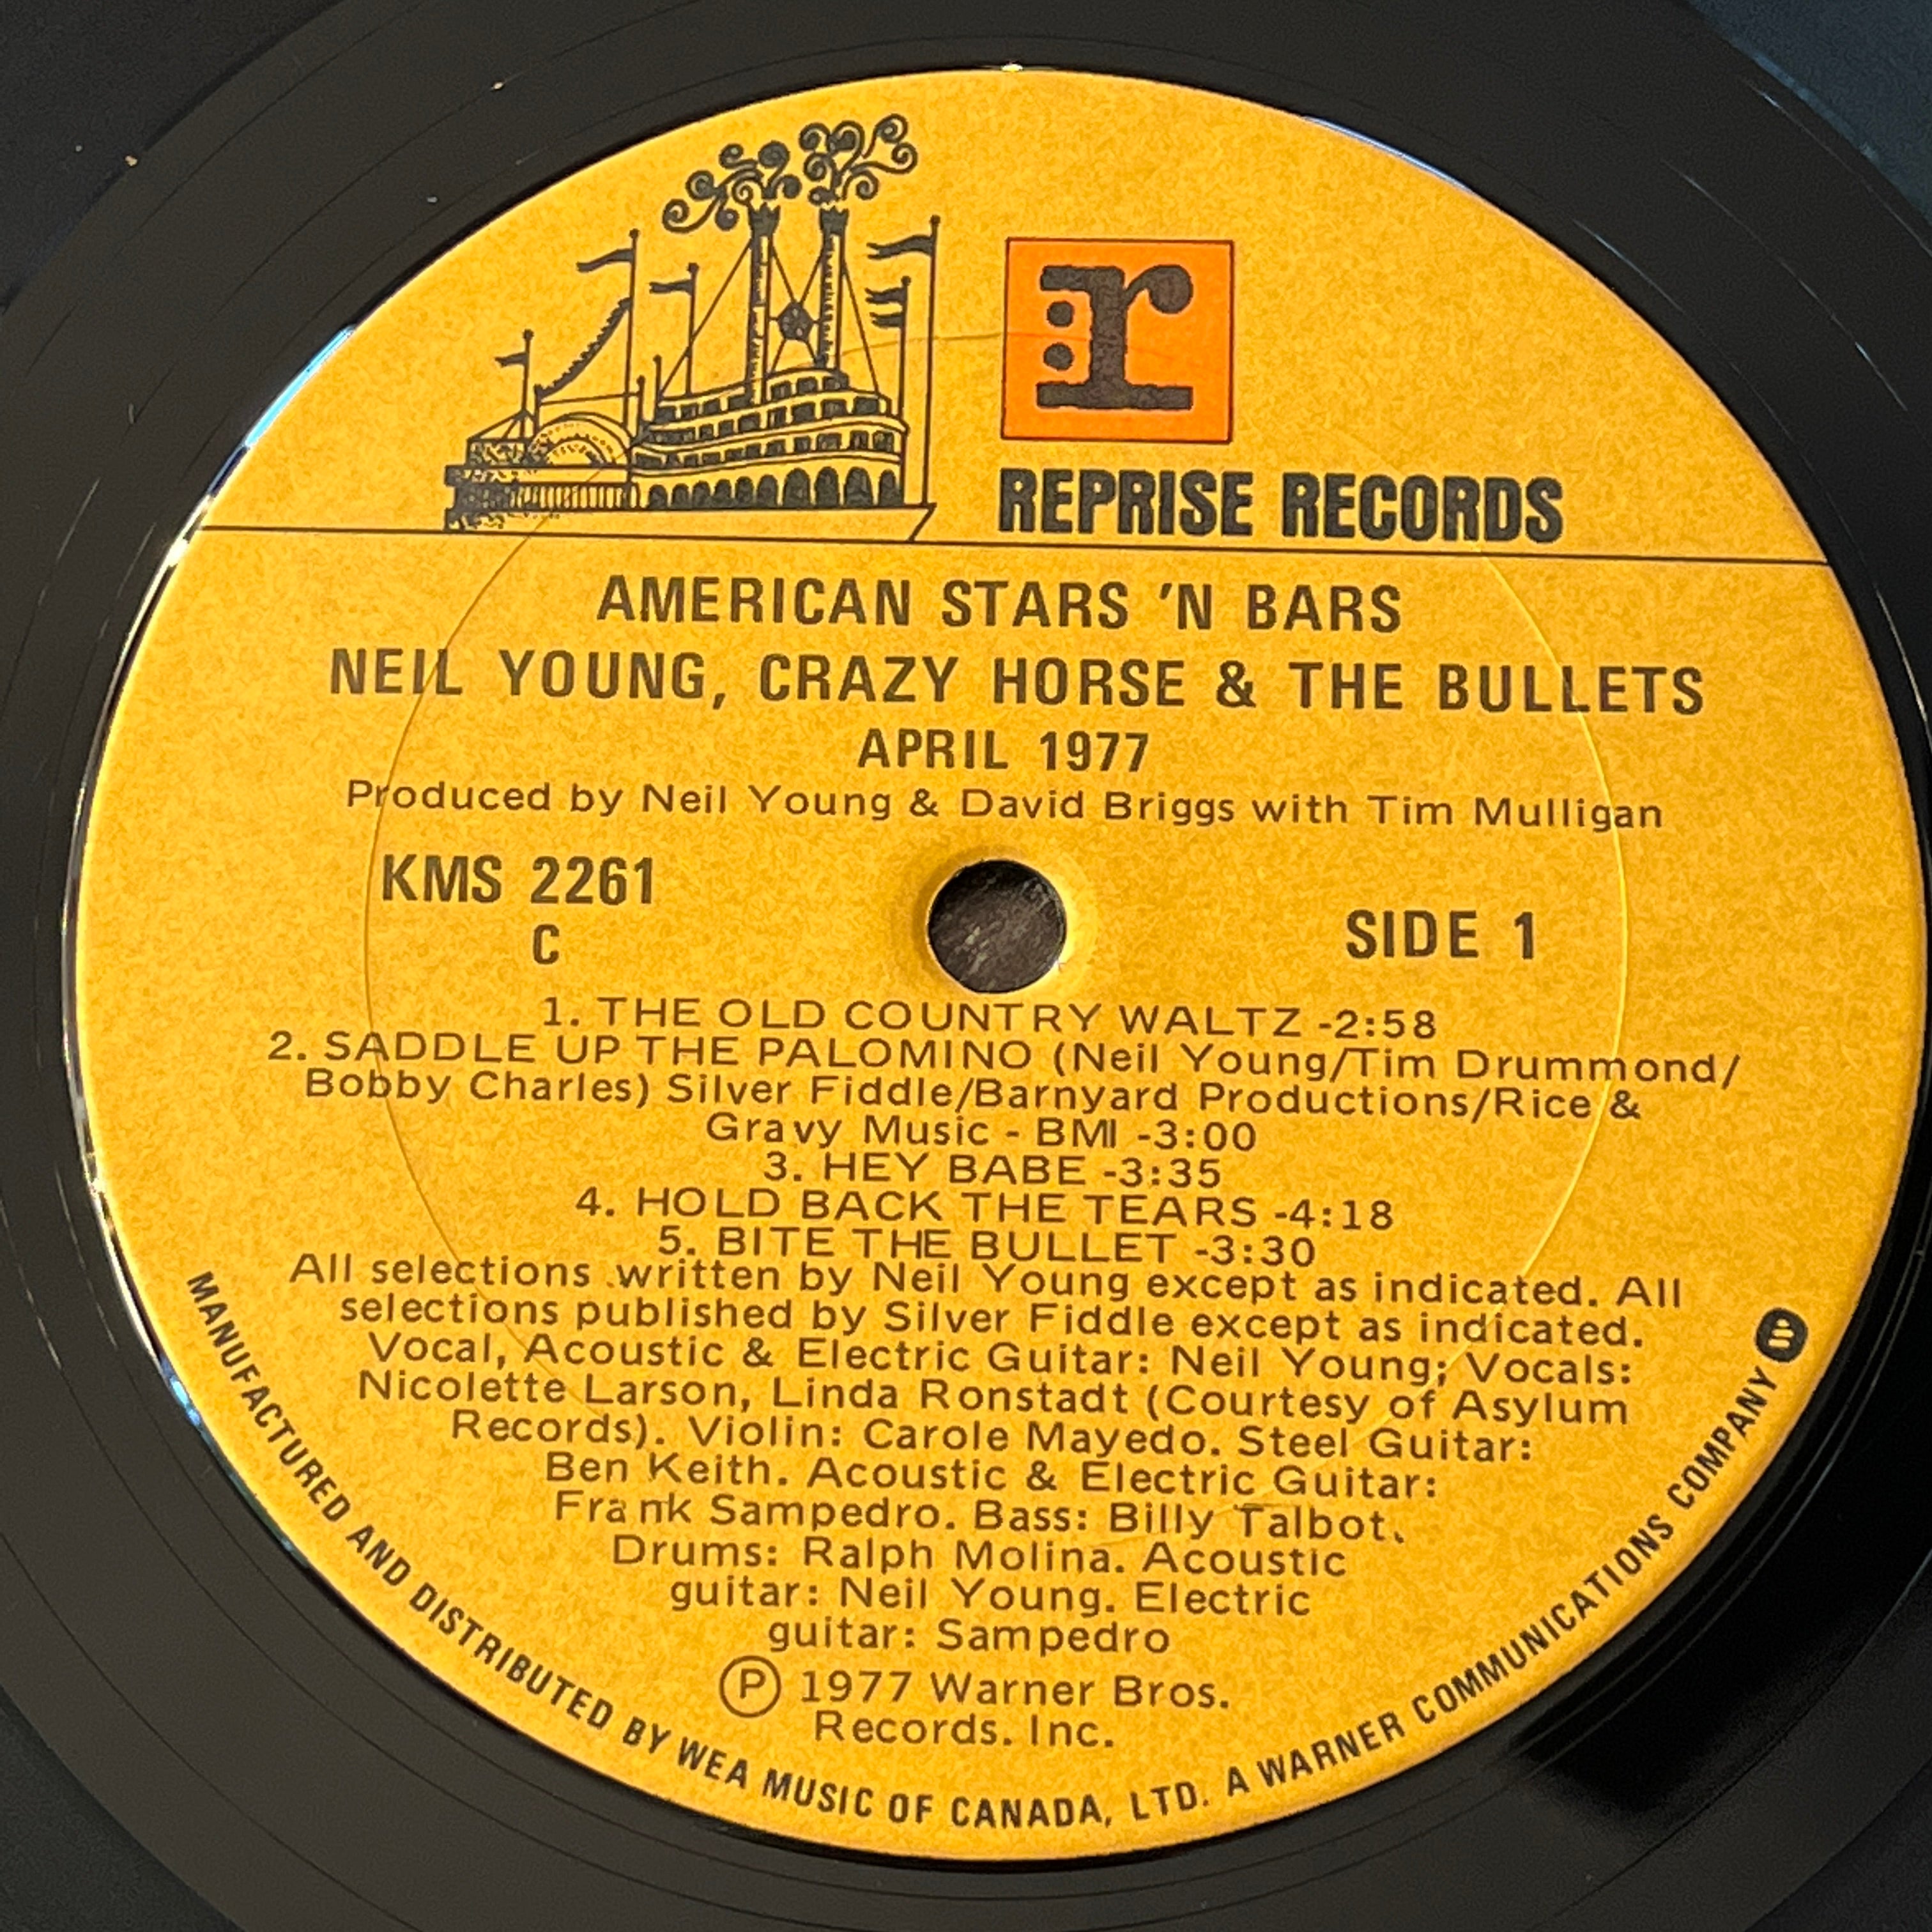 r
REPRISE RECORDS
AMERICAN STARS 'N BARS
NEIL YOUNG, CRAZY HORSE & THE BULLETS
APRIL 1977
Produced by Neil Young & David Briggs with Tim Mulligan
KMS 2261
C
SIDE 1
1. THE OLD COUNTRY WALTZ -2:58
2. SADDLE UP THE PALOMINO (Neil Young/Tim Drummond/
Bobby Charles) Silver Fiddle/Barnyard Productions/Rice &
Gravy Music - BMI -3:00
3. HEY BABE -3:35
4. HOLD BACK THE TEARS -4:18
5. BITE THE BULLET -3:30
All selections .written by Neil Young except as indicated. All
selections published by Silver Fiddle except as indicated.
Vocal, Acoustic & Electric Guitar: Neil Young; Vocals:
Nicolette Larson, Linda Ronstadt (Courtesy of Asylum
Records). Violin: Carole Mayedo. Steel Guitar:
Ben Keith. Acoustic & Electric Guitar:
Frank Sampedro. Bass: Billy Talbot.
Drums: Ralph Molina. Acoustic
guitar: Neil Young. Electric
guitar: Sampedro
Ⓟ 1977 Warner Bros.
Records. Inc.
MANUFACTURED AND DISTRIBUTED BY WEA MUSIC OF CANADA, LTD. A WARNER COMMUNICATIONS COMPANY